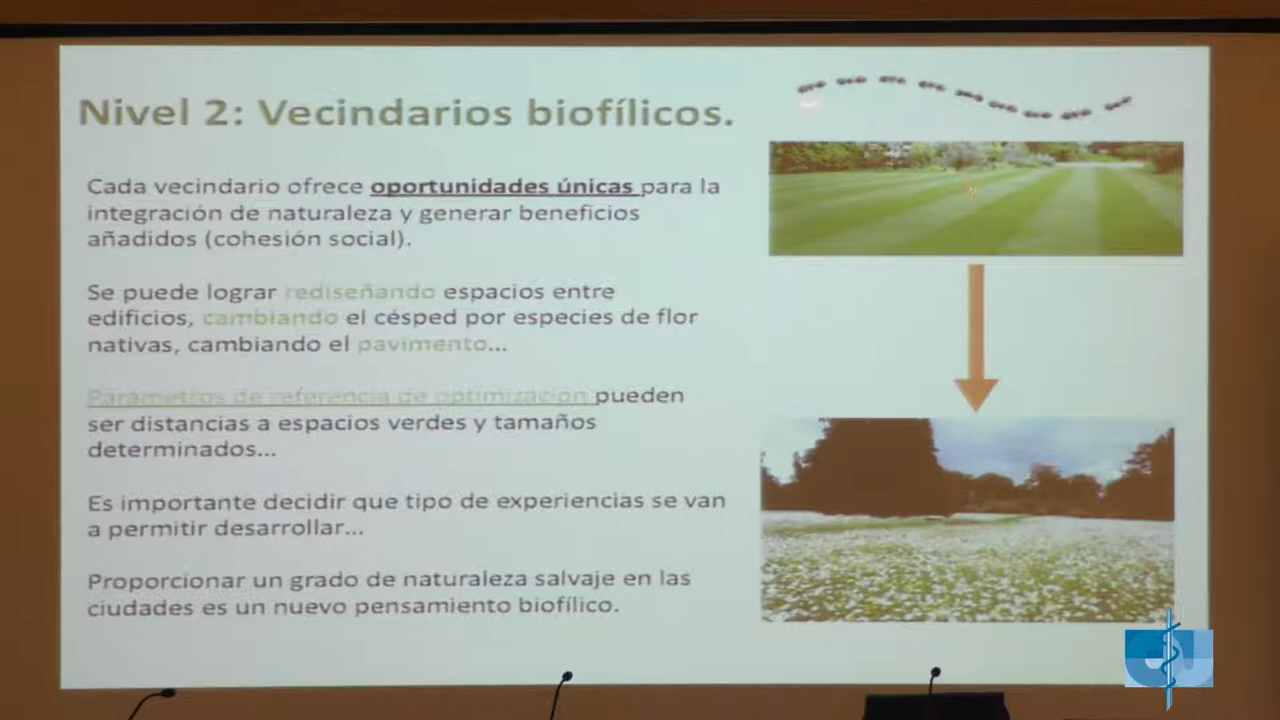 Nivel 2: Vecindarios biofílicos.
Cada vecindario ofrece oportunidades únicas para la
integración de naturaleza y generar beneficios
añadidos (cohesión social).
Se puede lograr rediseñando espacios entre
edificios, cambiando el césped por especies de flor
nativas, cambiando el pavimento...
Parámetros de referencia de optimización pueden
ser distancias a espacios verdes y tamaños
determinados...
Es importante decidir que tipo de experiencias se van
a permitir desarrollar...
Proporcionar un grado de naturaleza salvaje en las
ciudades es un nuevo pensamiento biofílico.